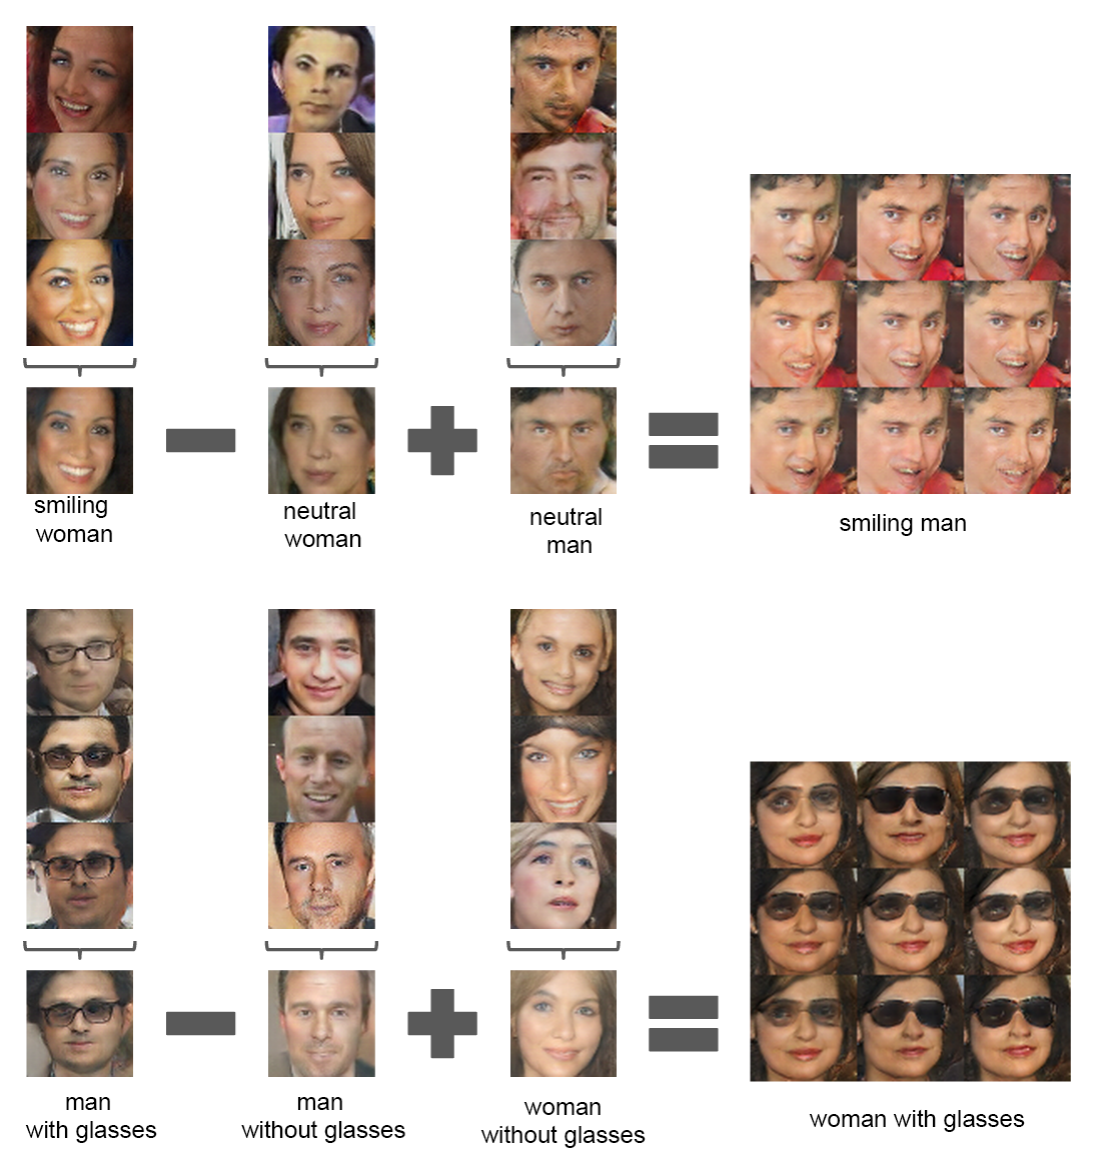 smiling
woman
neutral
woman
neutral
man
smiling man
man
with glasses
man
without glasses
woman
without glasses
woman with glasses